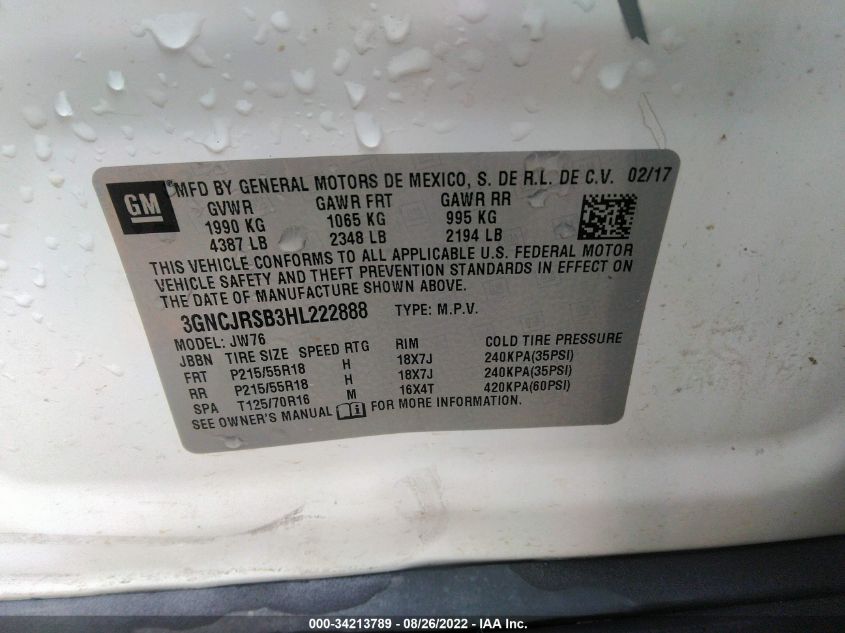 GM
® MFD BY GENERAL MOTORS DE MEXICO, S. DE R.L. DE C.V. 02/17
GVWR GAWR FRT GAWR RR
1990 KG 1065 KG 995 KG
4387 LB 2348 LB 2194 LB
THIS VEHICLE CONFORMS TO ALL APPLICABLE U.S. FEDERAL MOTOR
VEHICLE SAFETY AND THEFT PREVENTION STANDARDS IN EFFECT ON
THE DATE OF MANUFACTURE SHOWN ABOVE.
3GNCJRSB3HL222888 TYPE: M.P.V.
MODEL: JW76
JBBN TIRE SIZE SPEED RTG RIM COLD TIRE PRESSURE
FRT P215/55R18 H 18X7J 240KPA(35PSI)
RR P215/55R18 H 18X7J 240KPA(35PSI)
SPA T125/70R16 M 16X4T 420KPA(60PSI)
SEE OWNER'S MANUAL FOR MORE INFORMATION.
000-34213789 - 08/26/2022 - IAA Inc.